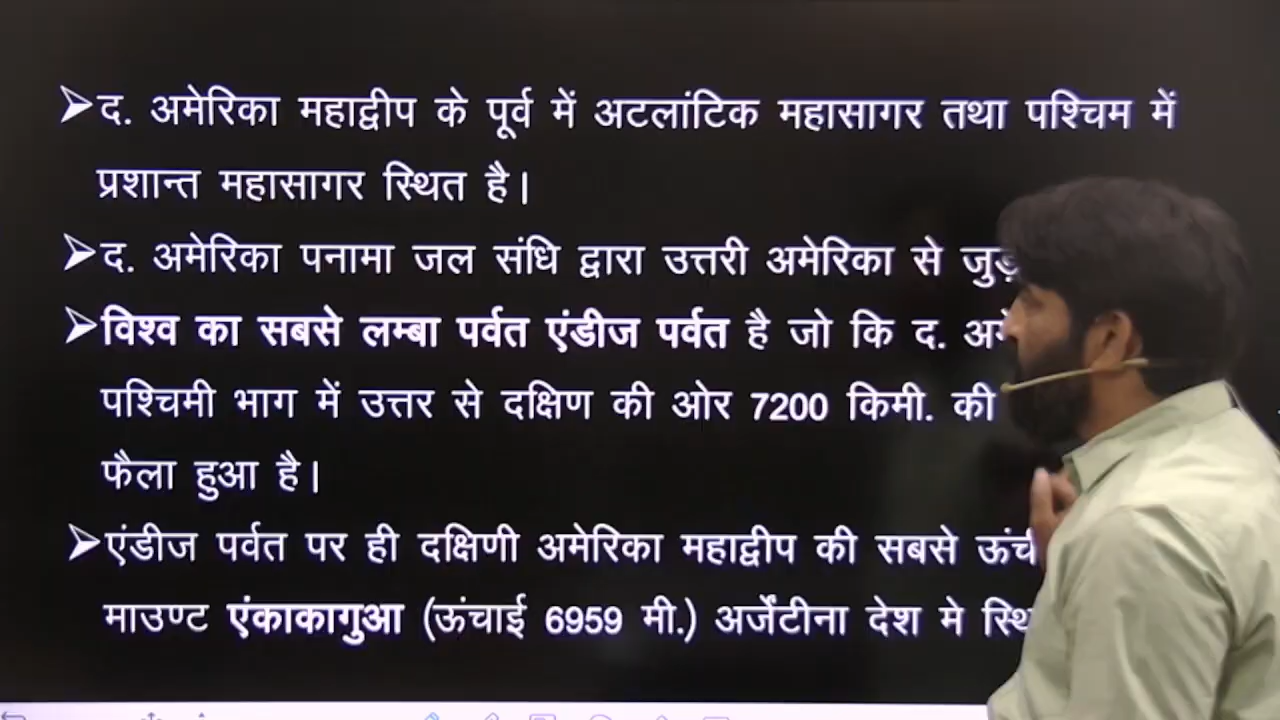 द. अमेरिका महाद्वीप के पूर्व में अटलांटिक महासागर तथा पश्चिम में
प्रशान्त महासागर स्थित है।
द. अमेरिका पनामा जल संधि द्वारा उत्तरी अमेरिका से
विश्व का सबसे लम्बा पर्वत एंडीज पर्वत है जो कि द.
पश्चिमी भाग में उत्तर से दक्षिण की ओर 7200 किमी. की
फैला हुआ है।
एंडीज पर्वत पर ही दक्षिणी अमेरिका महाद्वीप की सबसे
माउण्ट एंकाकागुआ (ऊंचाई 6959 मी.) अर्जेंटीना देश मे